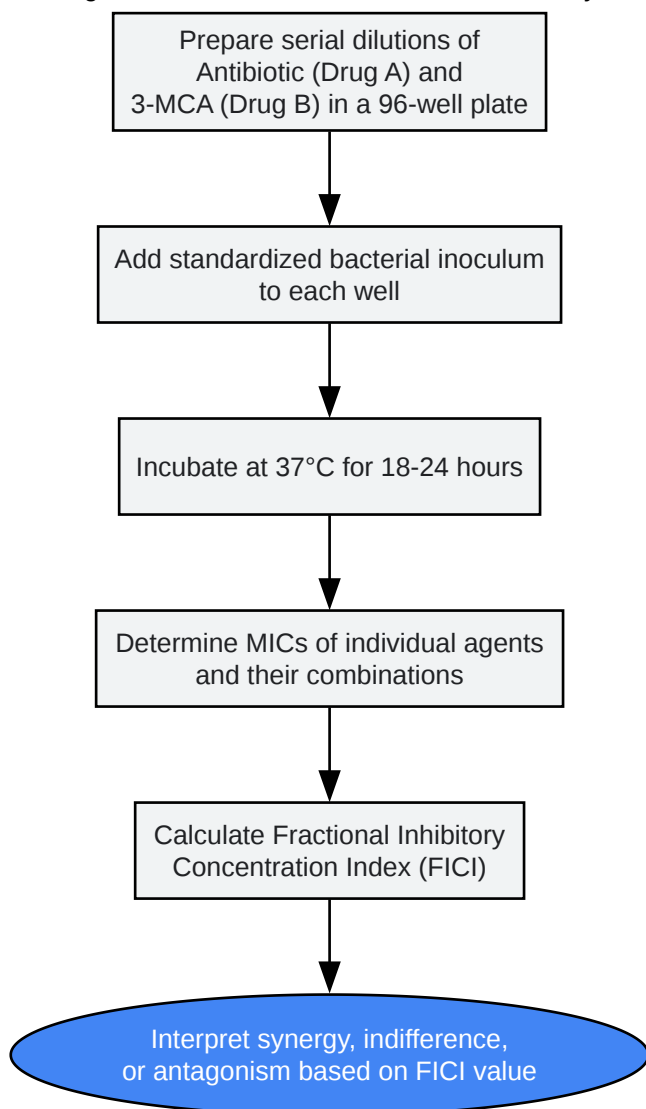 Prepare serial dilutions of
Antibiotic (Drug A) and
3-MCA (Drug B) in a 96-well plate
Add standardized bacterial inoculum
to each well
Incubate at 37°C for 18-24 hours
Determine MICs of individual agents
and their combinations
Calculate Fractional Inhibitory
Concentration Index (FICI)
Interpret synergy, indifference,
or antagonism based on FICI value